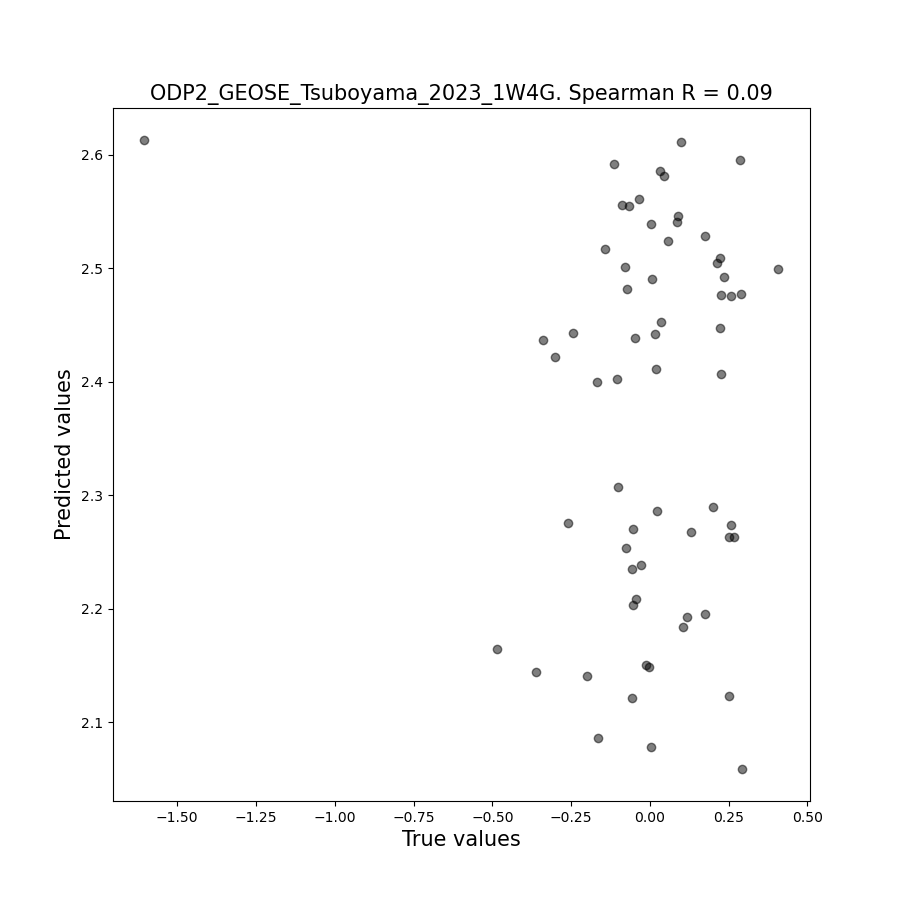 ODP2_GEOSE_Tsuboyama_2023_1W4G. Spearman R = 0.09
2.6
2.5
2.4
2.3
2.2
2.1
Predicted values
−1.50 −1.25 −1.00 −0.75 −0.50 −0.25 0.00 0.25 0.50
True values